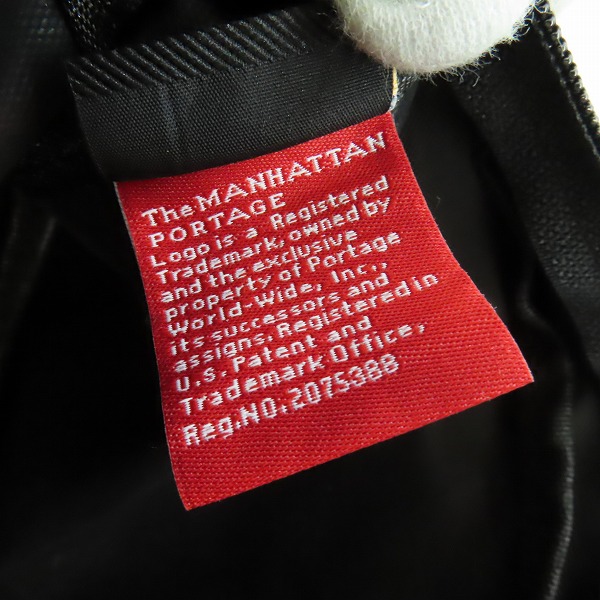 The MANHATTAN
PORTAGE
Logo is a Registered
Trademark, owned by
and the exclusive
property of Portage
World-Wide, Inc.,
its successors and
assigns. Registered in
U.S. Patent and
Trademark Office,
Reg.NO.2075388